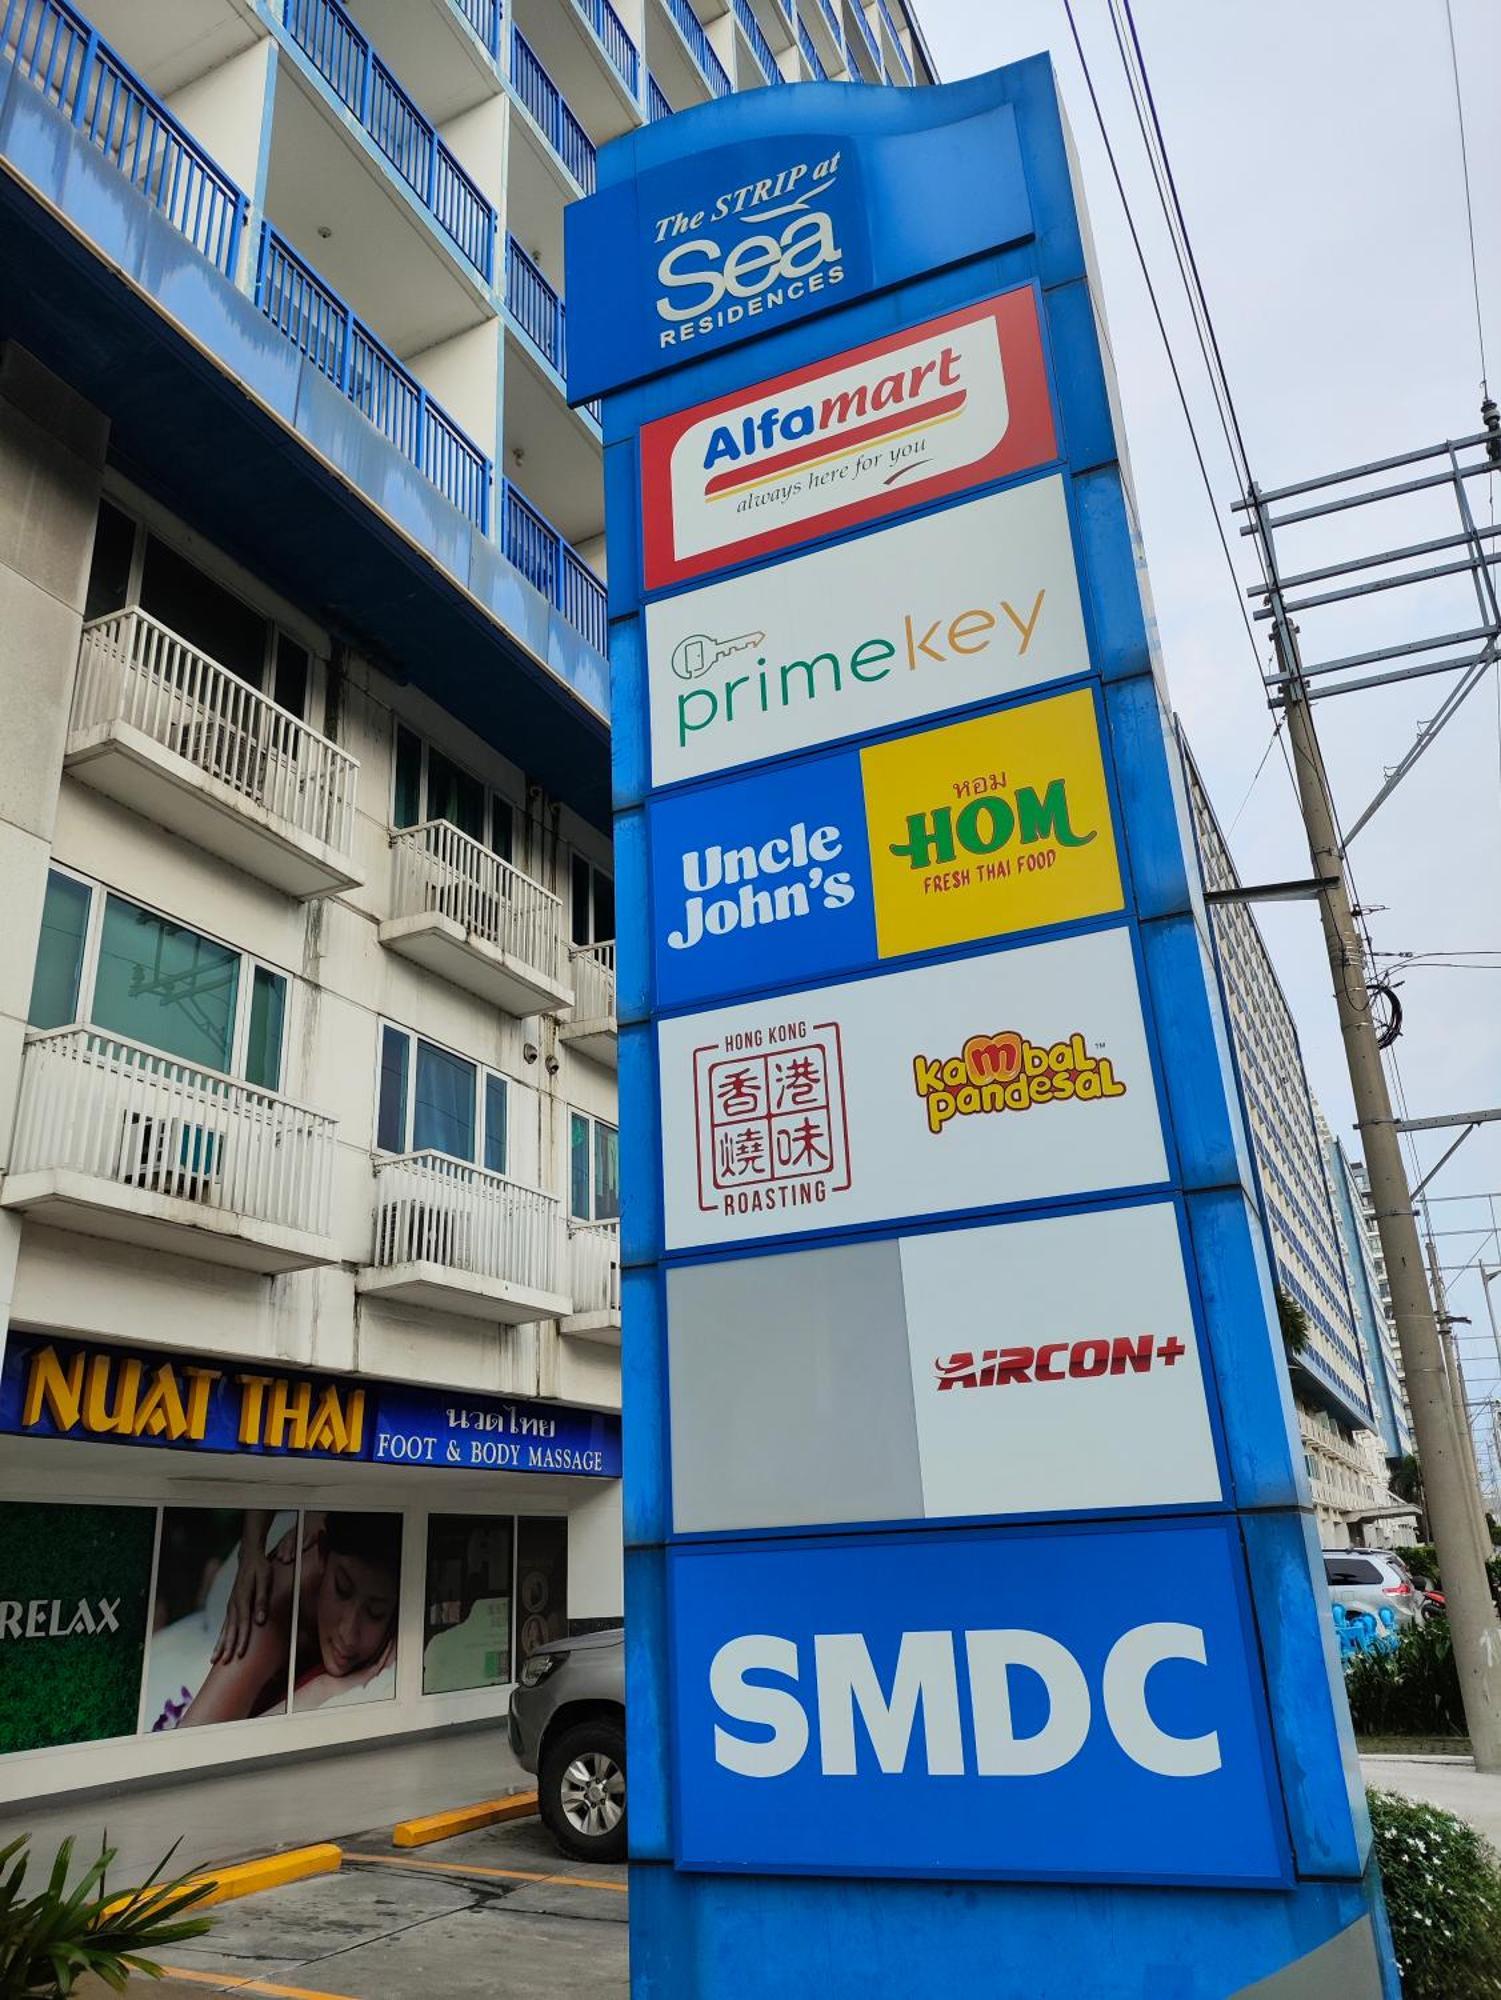 The STRIP at
Sea
RESIDENCES
Alfamart
always here for you
primekey
Uncle
John's
หอม
HOM
FRESH THAI FOOD
HONG KONG
香港
燒味
ROASTING
kambal
pandesal
TM
AIRCON+
SMDC
NUAT THAI
นวดไทย
FOOT & BODY MASSAGE
RELAX